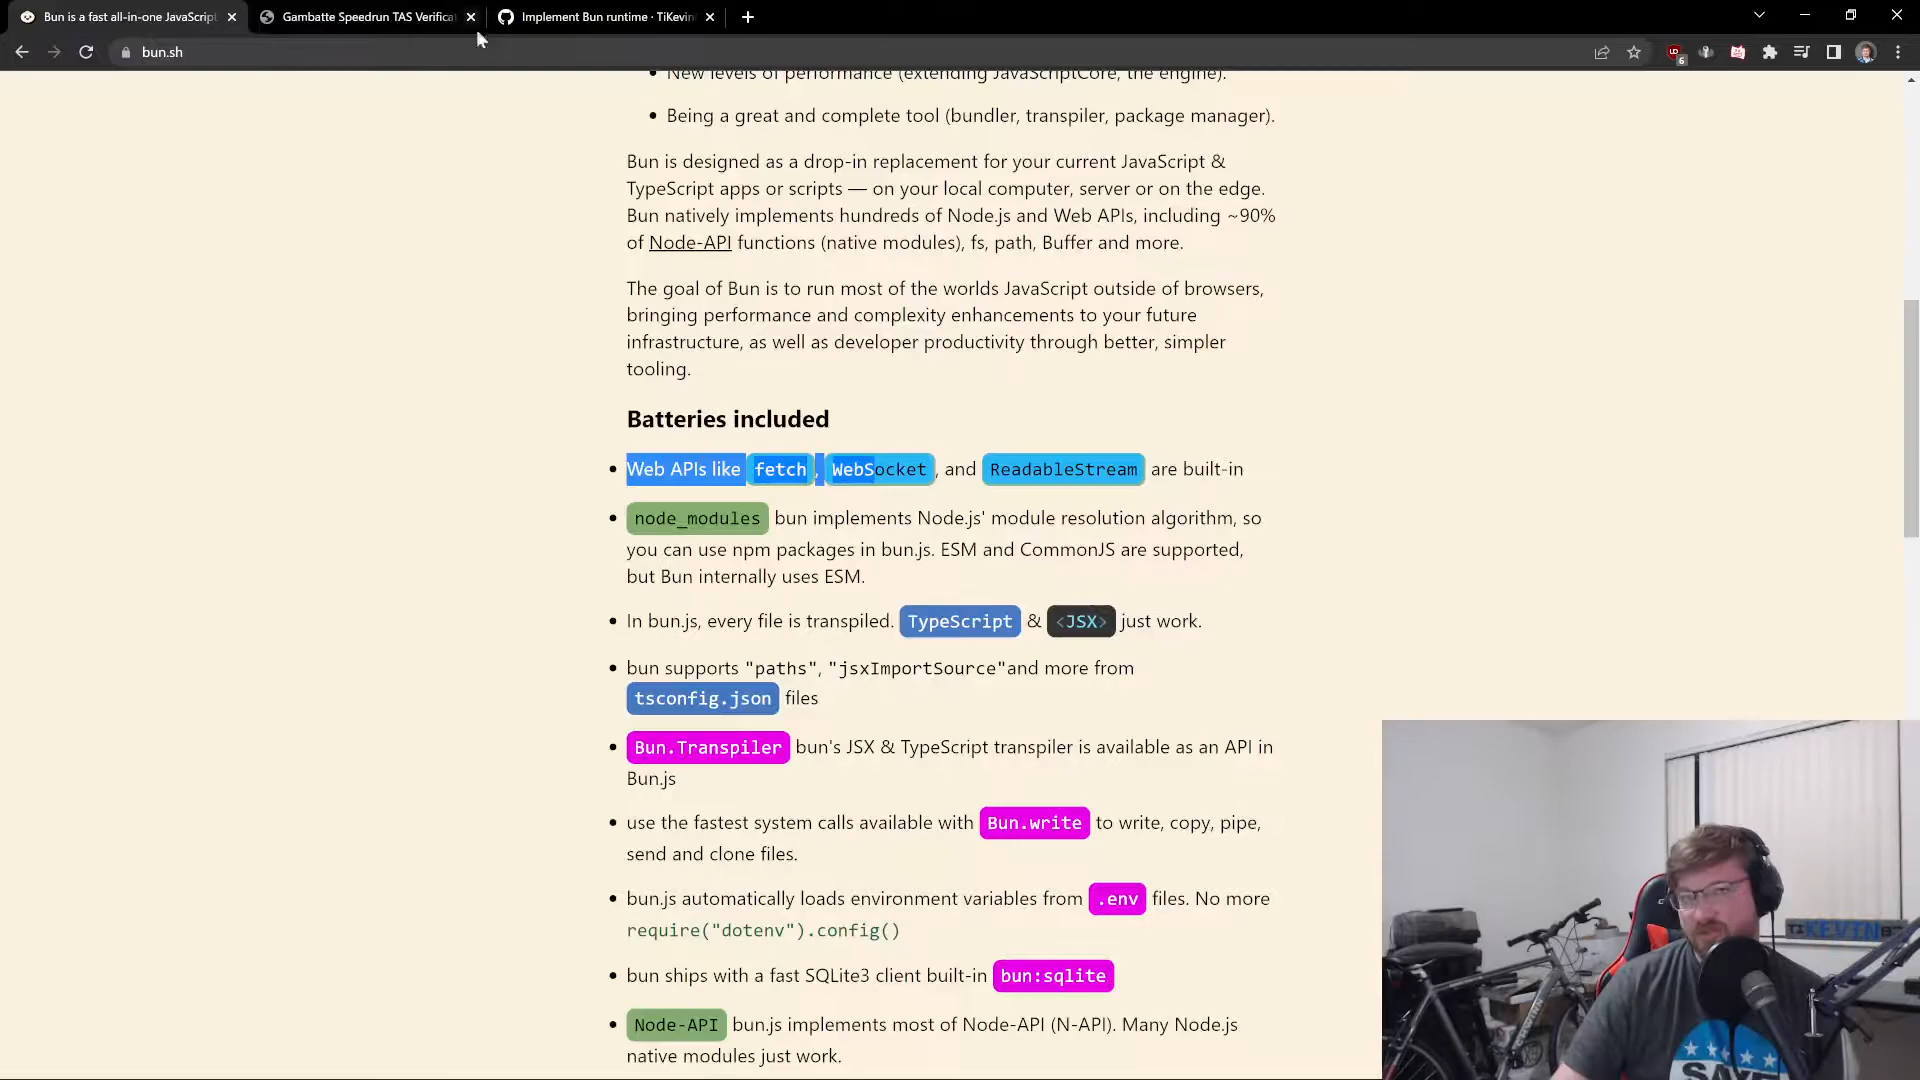 Bun is a fast all-in-one JavaScript
Gambatte Speedrun TAS Verificat
Implement Bun runtime · TiKevin
bun.sh
6
New levels of performance (extending JavaScriptCore, the engine).
• Being a great and complete tool (bundler, transpiler, package manager).
Bun is designed as a drop-in replacement for your current JavaScript &
TypeScript apps or scripts — on your local computer, server or on the edge.
Bun natively implements hundreds of Node.js and Web APIs, including ~90%
of Node-API functions (native modules), fs, path, Buffer and more.
The goal of Bun is to run most of the worlds JavaScript outside of browsers,
bringing performance and complexity enhancements to your future
infrastructure, as well as developer productivity through better, simpler
tooling.
Batteries included
• Web APIs like fetch, WebSocket, and ReadableStream are built-in
• node_modules bun implements Node.js' module resolution algorithm, so
you can use npm packages in bun.js. ESM and CommonJS are supported,
but Bun internally uses ESM.
• In bun.js, every file is transpiled. TypeScript & <JSX> just work.
• bun supports "paths", "jsxImportSource"and more from
tsconfig.json files
• Bun.Transpiler bun's JSX & TypeScript transpiler is available as an API in
Bun.js
• use the fastest system calls available with Bun.write to write, copy, pipe,
send and clone files.
• bun.js automatically loads environment variables from .env files. No more
require("dotenv").config()
• bun ships with a fast SQLite3 client built-in bun:sqlite
• Node-API bun.js implements most of Node-API (N-API). Many Node.js
native modules just work.
TiKEVIN83